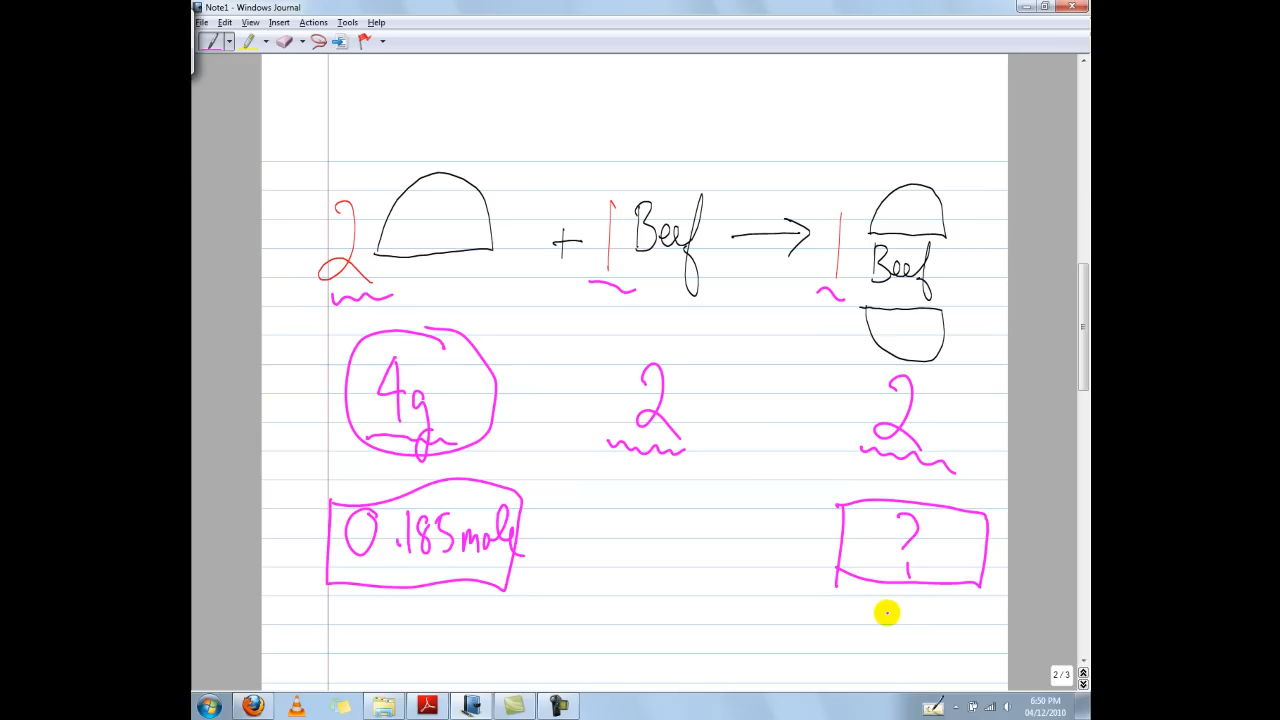 Note1 - Windows Journal
File Edit View Insert Actions Tools Help
2 + 1 Beef → 1 Beef
4g 2 2
0.185 mole ?
2 / 3
6:50 PM
04/12/2010